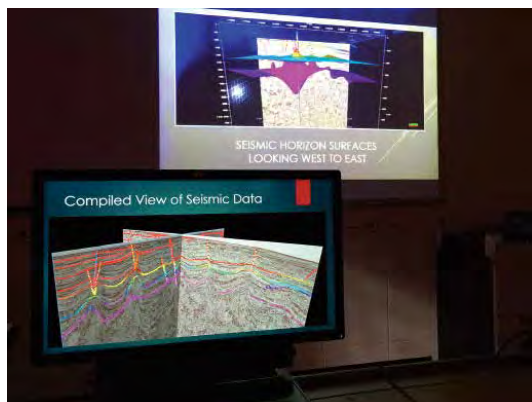 SEISMIC HORIZON SURFACES
LOOKING WEST TO EAST
Compiled View of Seismic Data